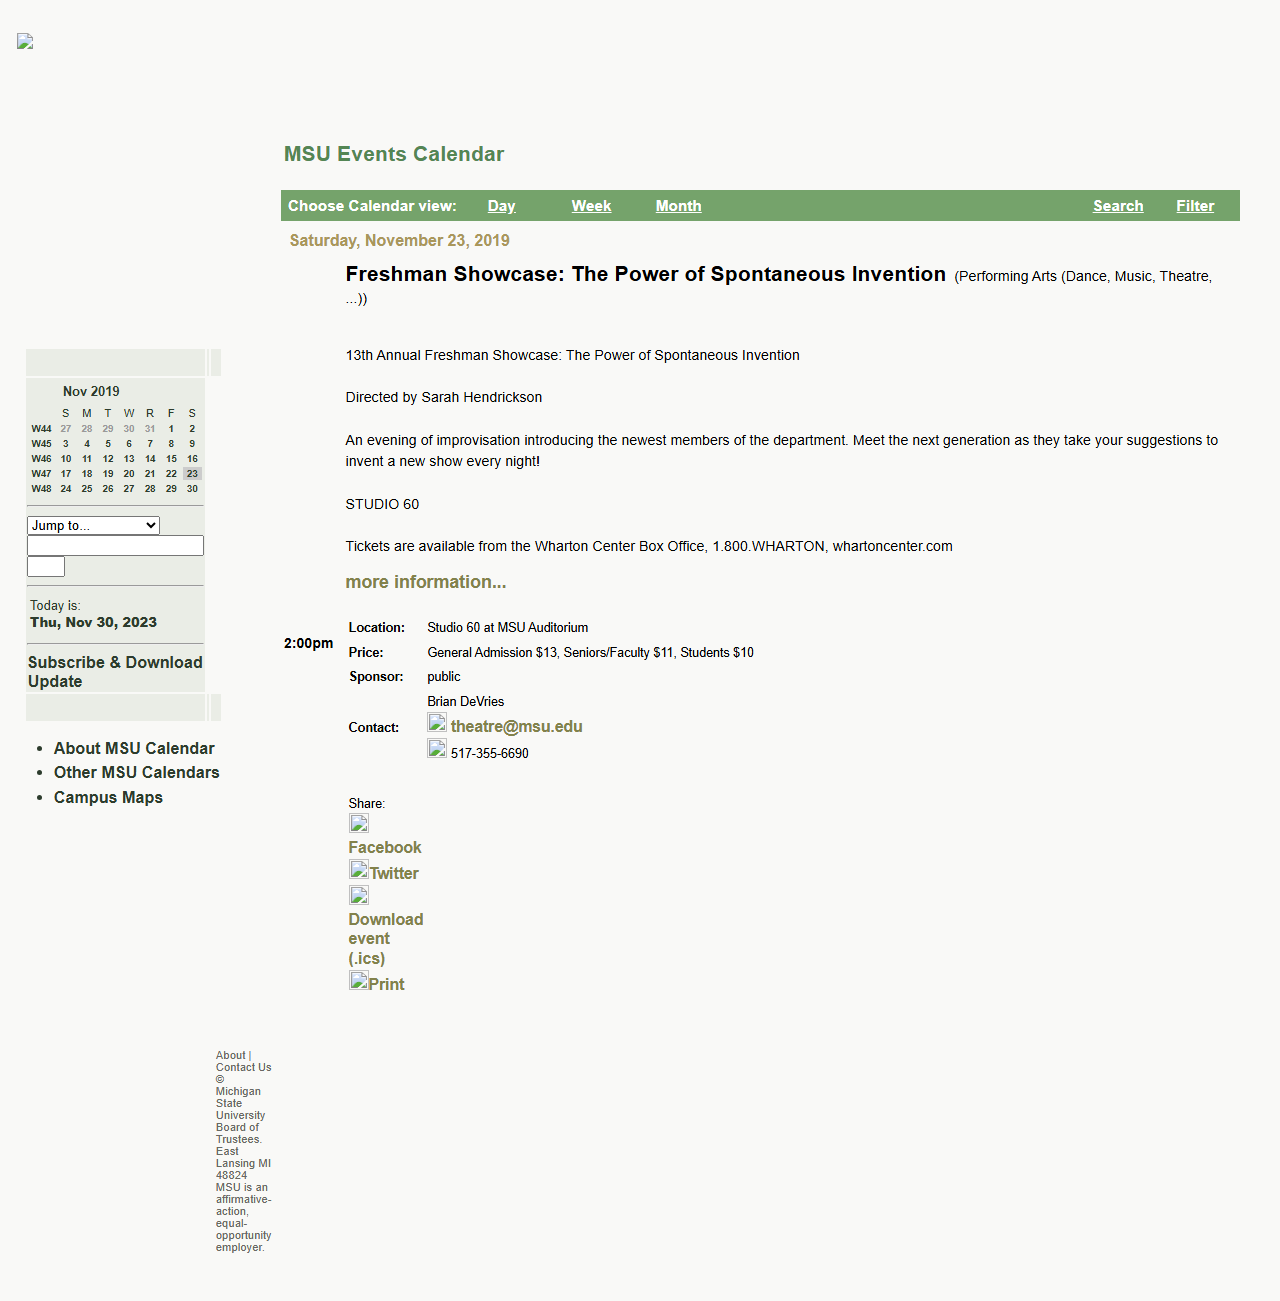 MSU Events Calendar
Choose Calendar view: Day Week Month Search Filter
Saturday, November 23, 2019
Freshman Showcase: The Power of Spontaneous Invention (Performing Arts (Dance, Music, Theatre,
...))
13th Annual Freshman Showcase: The Power of Spontaneous Invention
Directed by Sarah Hendrickson
An evening of improvisation introducing the newest members of the department. Meet the next generation as they take your suggestions to
invent a new show every night!
STUDIO 60
Tickets are available from the Wharton Center Box Office, 1.800.WHARTON, whartoncenter.com
more information...
2:00pm
Location: Studio 60 at MSU Auditorium
Price: General Admission $13, Seniors/Faculty $11, Students $10
Sponsor: public
Contact:
Brian DeVries
theatre@msu.edu
517-355-6690
Share:
Facebook
Twitter
Download
event
(.ics)
Print
Nov 2019
S M T W R F S
W44 27 28 29 30 31 1 2
W45 3 4 5 6 7 8 9
W46 10 11 12 13 14 15 16
W47 17 18 19 20 21 22 23
W48 24 25 26 27 28 29 30
Jump to...
Today is:
Thu, Nov 30, 2023
Subscribe & Download
Update
About MSU Calendar
Other MSU Calendars
Campus Maps
About |
Contact Us
©
Michigan
State
University
Board of
Trustees.
East
Lansing MI
48824
MSU is an
affirmative-
action,
equal-
opportunity
employer.